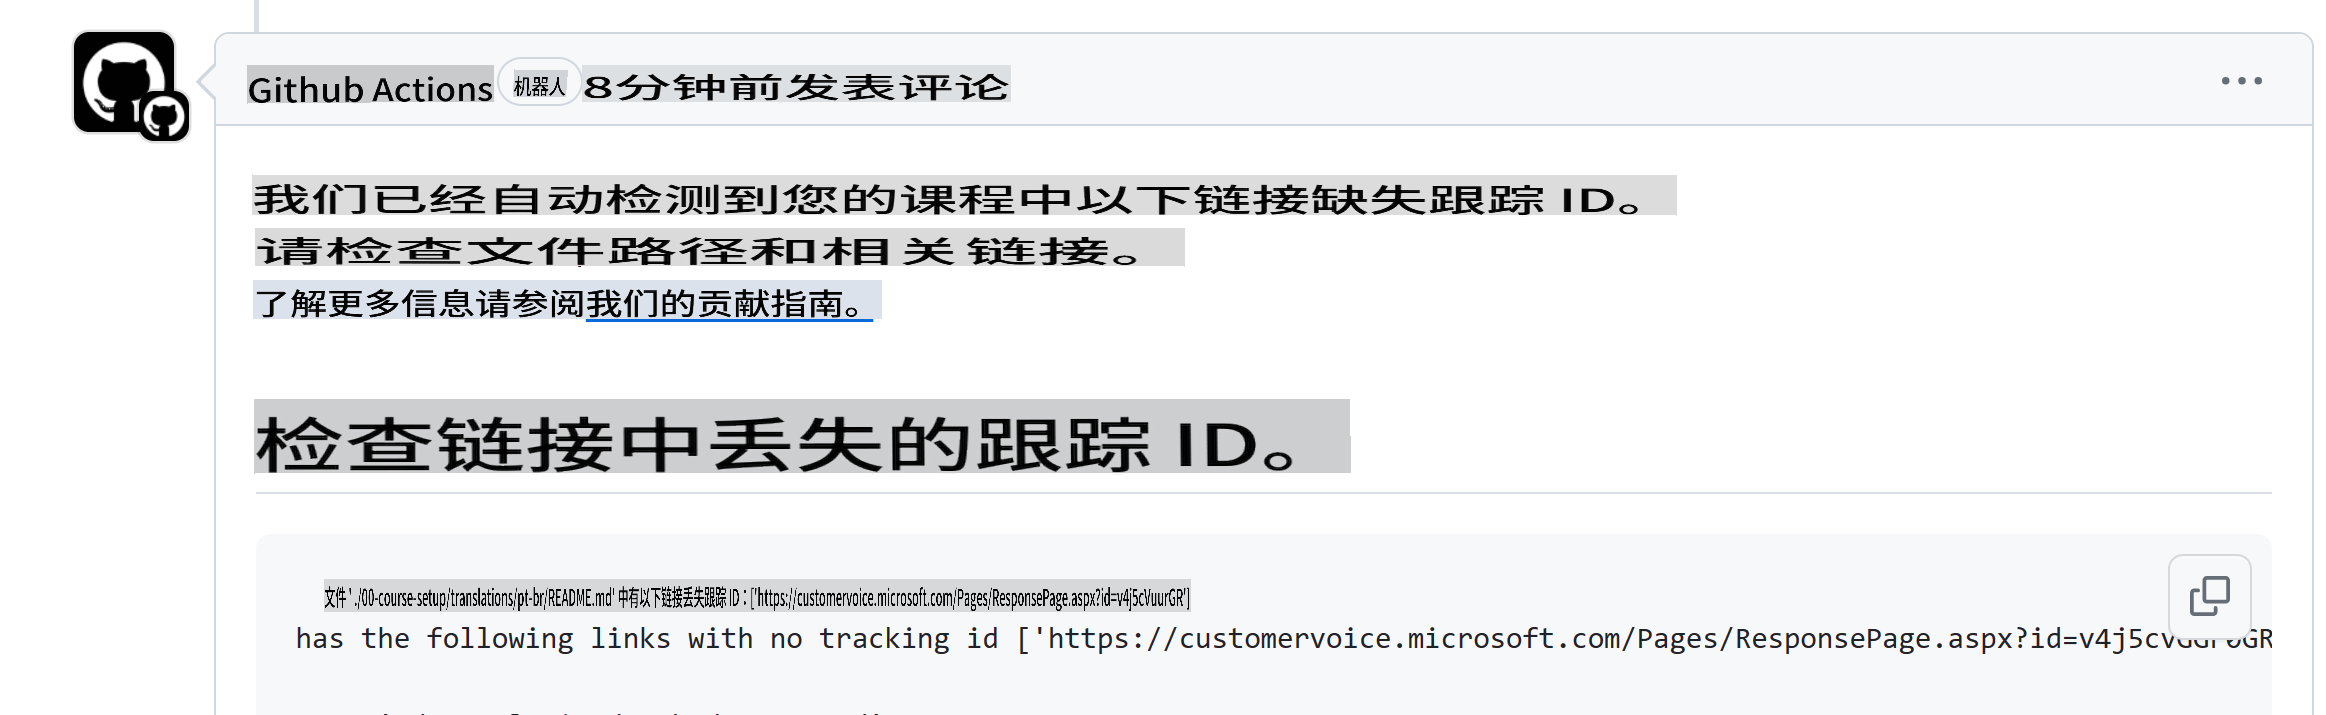 Github Actions 机器人 8分钟前发表评论
我们已经自动检测到您的课程中以下链接缺失跟踪 ID。
请检查文件路径和相关链接。
了解更多信息请参阅我们的贡献指南。
检查链接中丢失的跟踪 ID。
文件 './00-course-setup/translations/pt-br/README.md' 中有以下链接丢失跟踪 ID：['https://customervoice.microsoft.com/Pages/ResponsePage.aspx?id=v4j5cVuurGR']
has the following links with no tracking id ['https://customervoice.microsoft.com/Pages/ResponsePage.aspx?id=v4j5cv